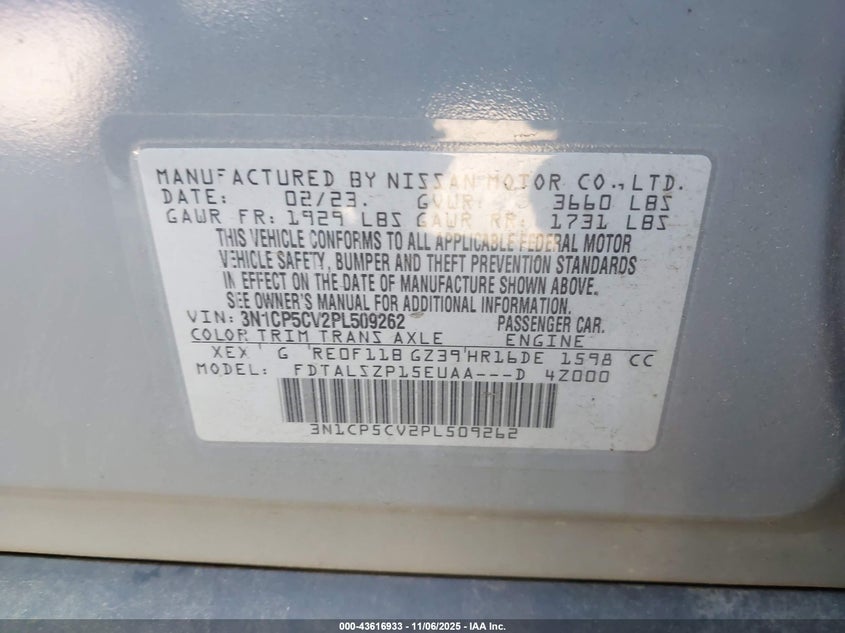 MANUFACTURED BY NISSAN MOTOR CO., LTD.
DATE: 02/23. GVWR 3660 LBS
GAWR FR: 1929 LBS GAWR RR: 1731 LBS
THIS VEHICLE CONFORMS TO ALL APPLICABLE FEDERAL MOTOR
VEHICLE SAFETY, BUMPER AND THEFT PREVENTION STANDARDS
IN EFFECT ON THE DATE OF MANUFACTURE SHOWN ABOVE.
SEE OWNER'S MANUAL FOR ADDITIONAL INFORMATION.
VIN: 3N1CP5CV2PL509262 PASSENGER CAR.
COLOR TRIM TRANS AXLE ENGINE
XEX G RE0F11B GZ39 HR16DE 1598 CC
MODEL: FDTALSZP15EUAA---D 4Z000
3N1CP5CV2PL509262
000-43616933 - 11/06/2025 - IAA Inc.